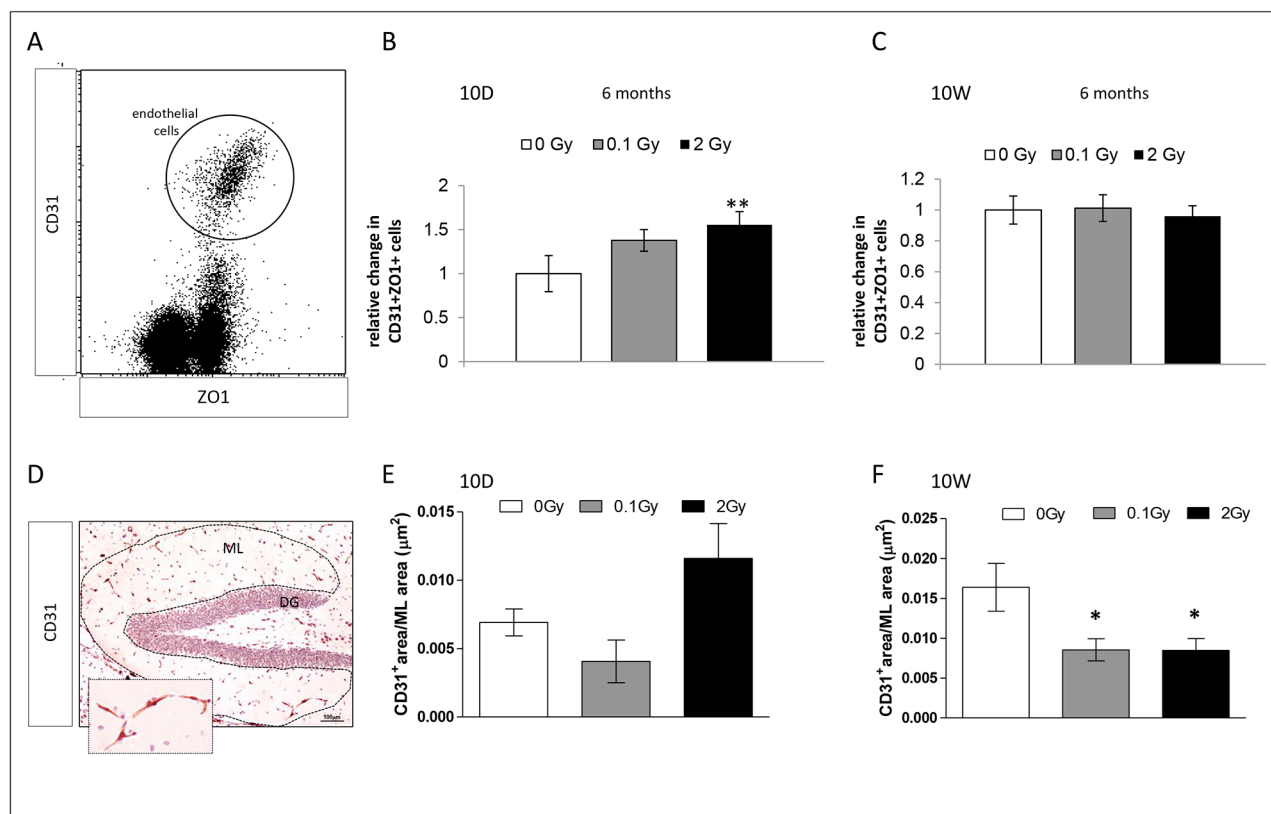 A
CD31
endothelial
cells
ZO1
B
10D
6 months
0 Gy
0.1 Gy
2 Gy
relative change in
CD31+ZO1+ cells
2
1.5
1
0.5
0
**
C
10W
6 months
0 Gy
0.1 Gy
2 Gy
relative change in
CD31+ZO1+ cells
1.2
1
0.8
0.6
0.4
0.2
0
D
CD31
ML
DG
100µm
E
10D
0Gy
0.1Gy
2Gy
CD31+ area/ML area (µm2)
0.015
0.010
0.005
0.000
F
10W
0Gy
0.1Gy
2Gy
CD31+ area/ML area (µm2)
0.025
0.020
0.015
0.010
0.005
0.000
*
*